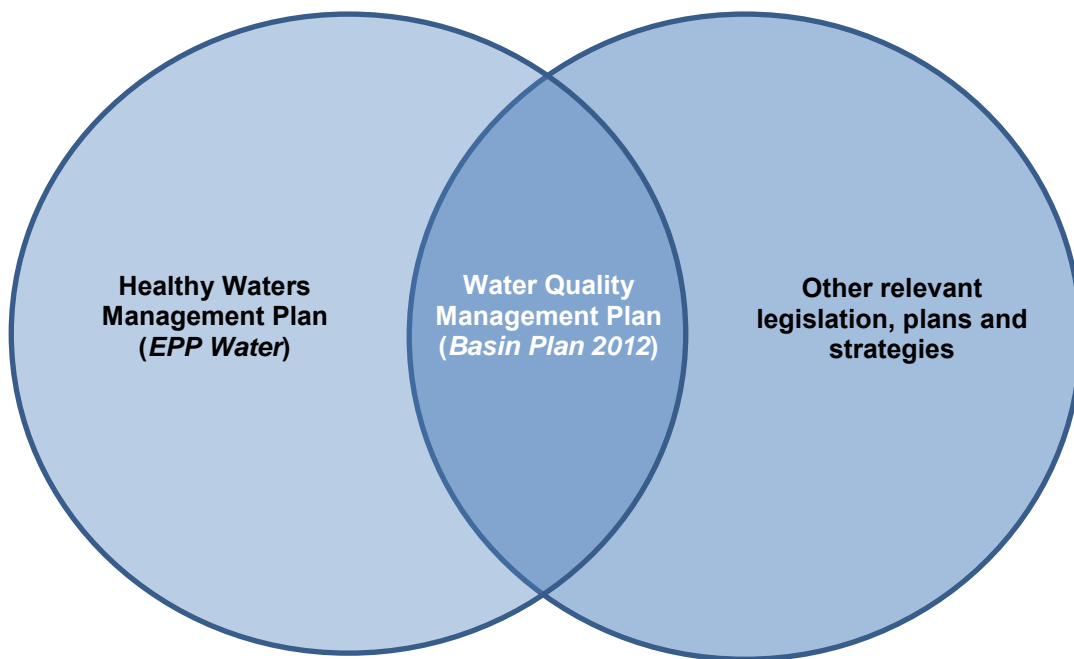 Healthy Waters
Management Plan
(EPP Water)
Water Quality
Management Plan
(Basin Plan 2012)
Other relevant
legislation, plans and
strategies